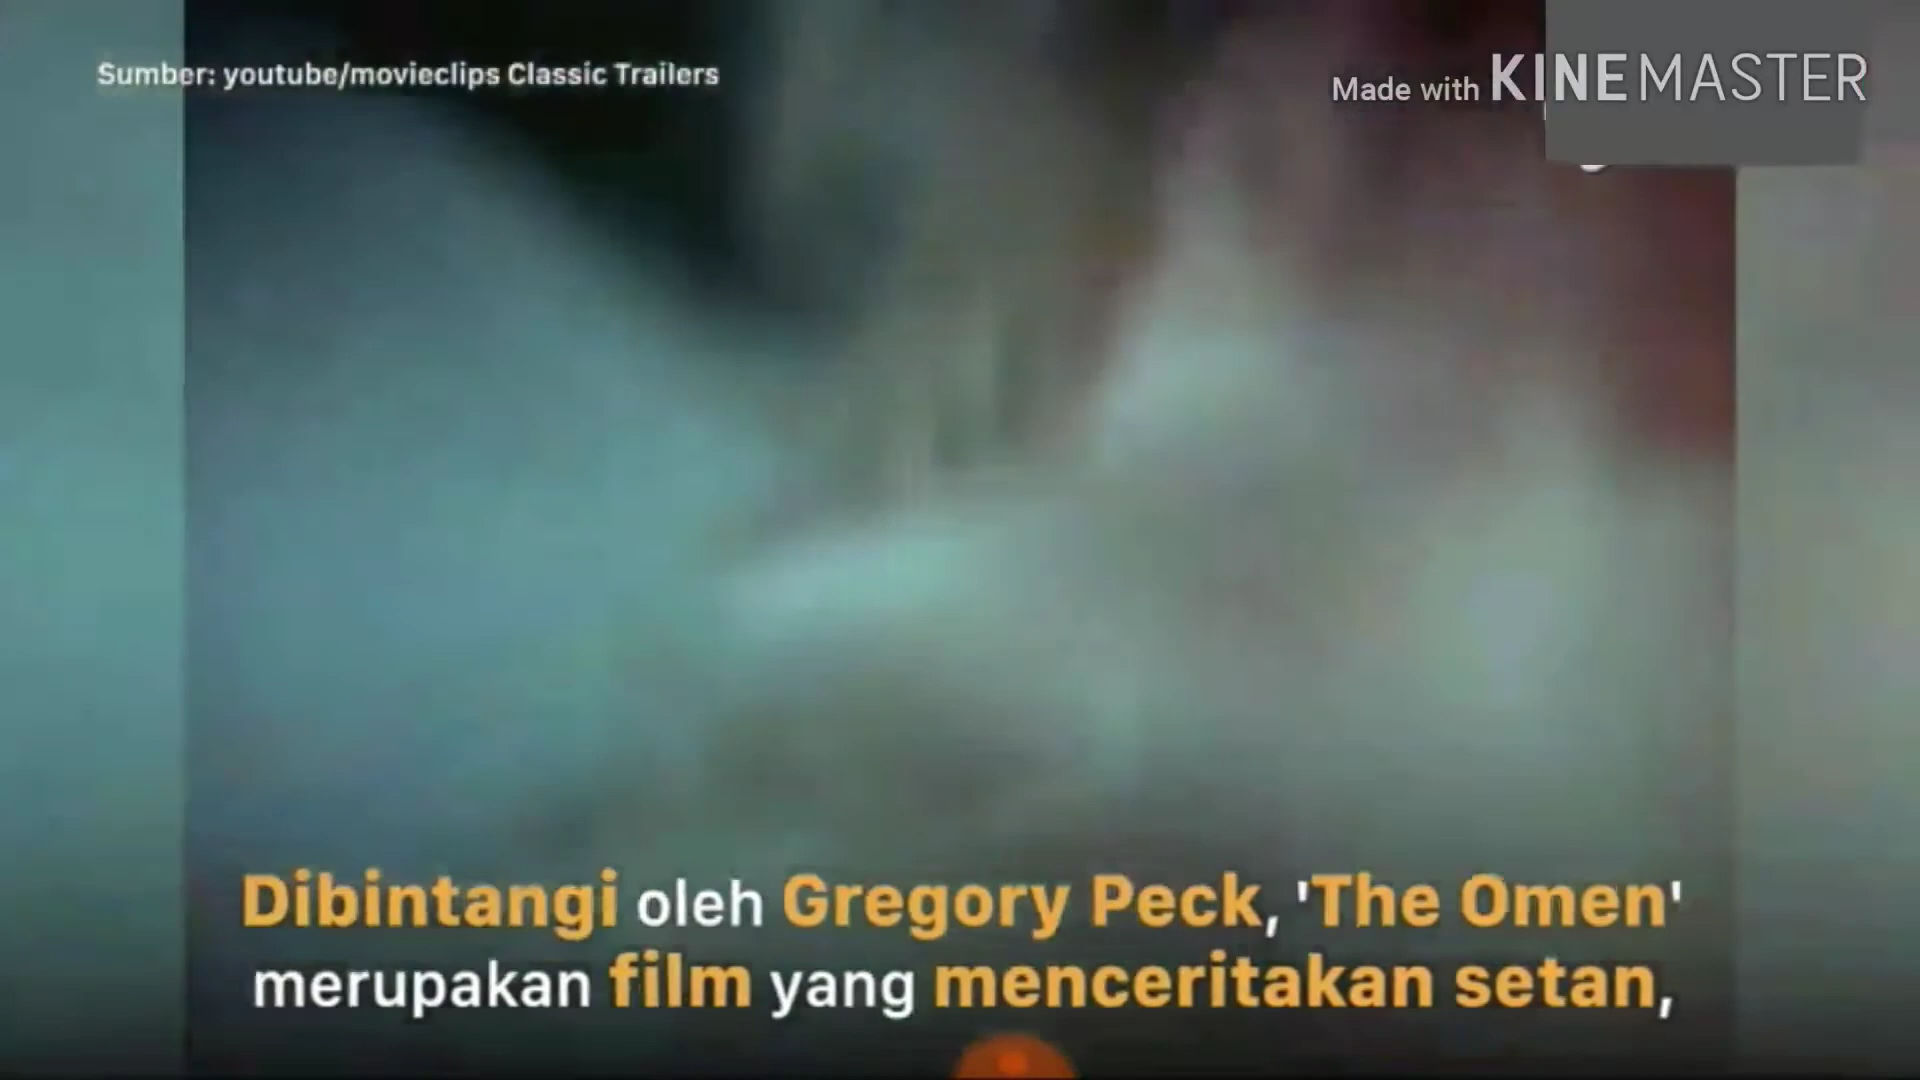 Sumber: youtube/movieclips Classic Trailers
Made with KINEMASTER
Dibintangi oleh Gregory Peck, 'The Omen'
merupakan film yang menceritakan setan,